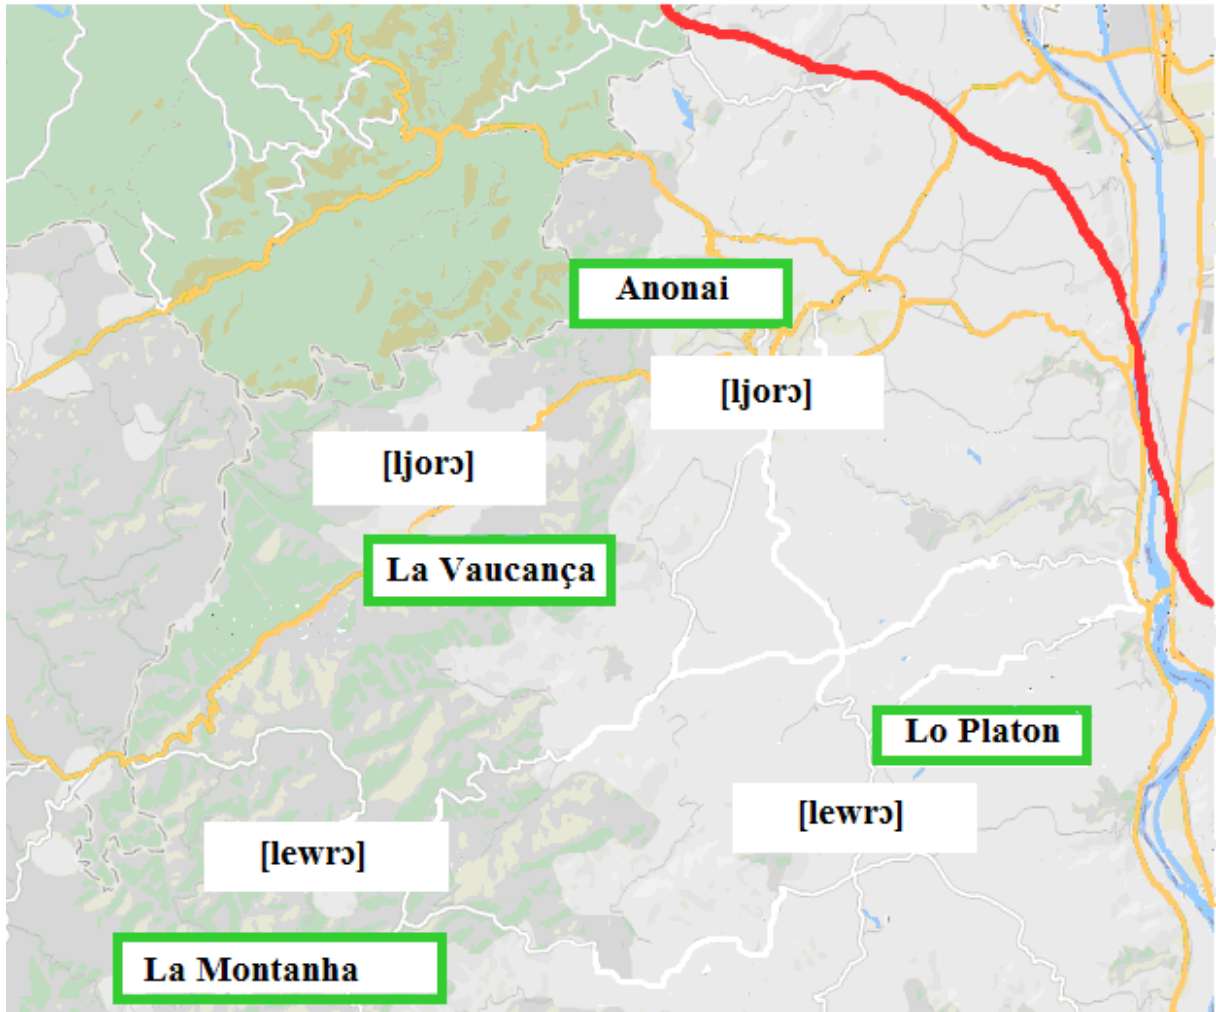 Anonai
[ljorɔ]
[ljorɔ]
La Vaucança
Lo Platon
[lewrɔ]
[lewrɔ]
La Montanha